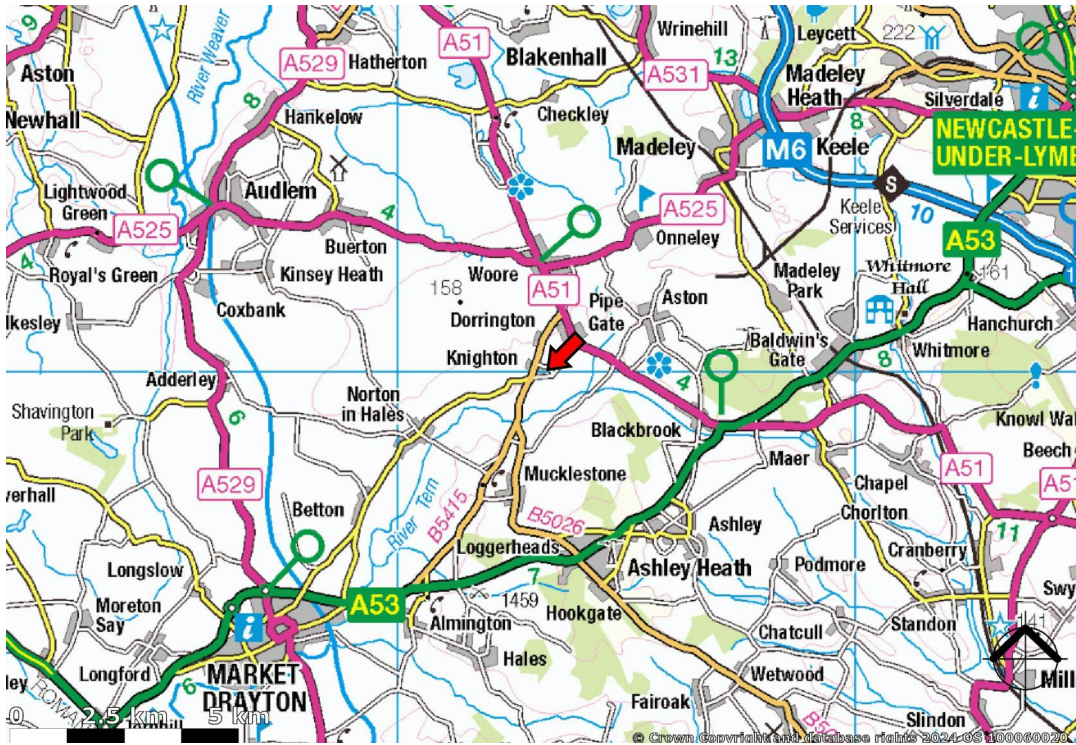 9
A51
Wrinehill
Leycett
222
A529
Hatherton
Blakenhall
A531
13
Madeley
Heath
Aston
River Weaver
Newhall
8
Checkley
8
Silverdale
i
Hankelow
Madeley
M6
Keele
NEWCASTLE-
UNDER-LYME
Lightwood
Green
Audlem
S
Keele
Services
10
A525
4
A525
A53
4
Buerton
Onneley
Royal's Green
Kinsey Heath
Woore
Madeley
Park
Whitmore
Hall
161
158
A51
Pipe
Gate
Aston
Coxbank
Dorrington
Hanchurch
Baldwin's
Gate
8
Whitmore
Knighton
Adderley
4
Norton
in Hales
Shavington
Park
6
Blackbrook
Knowl Wal
Maer
A51
Beech
A529
Mucklestone
Chapel
Chorlton
Betton
River Tern
B5415
B5026
Ashley
11
Loggerheads
Cranberry
Longslow
Ashley Heath
Podmore
7
A53
1459
Hookgate
Moreton
Say
i
Almington
Chatcull
Standon
141
Hales
Longford
MARKET
DRAYTON
Wetwood
6
Fairoak
Slindon
0
2.5 km
5 km
© Crown Copyright and database rights 2024 OS 100060020